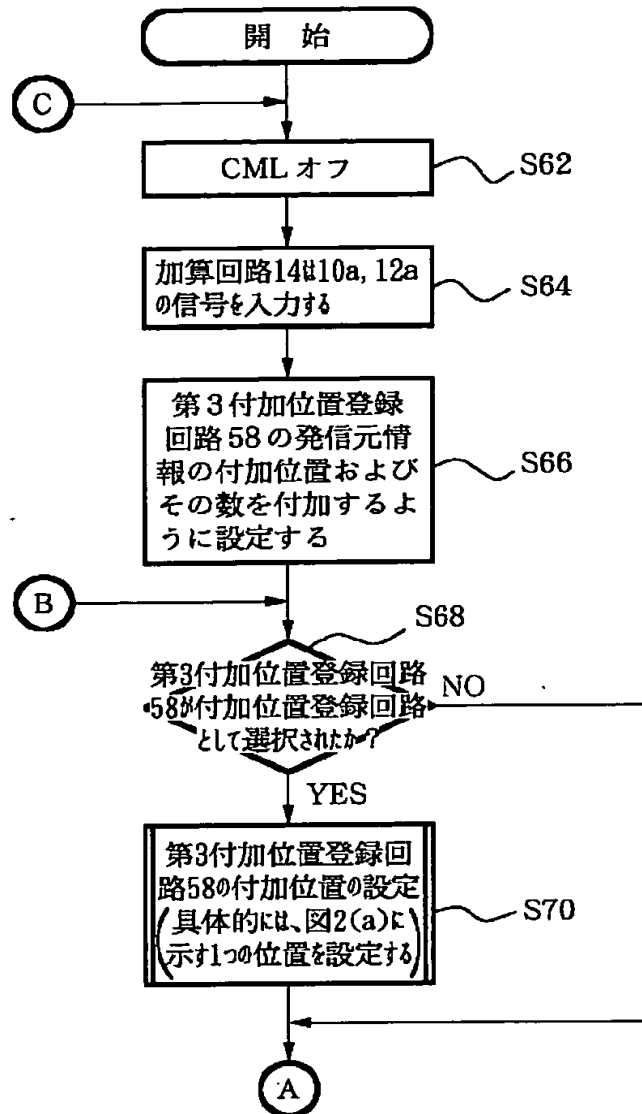 開 始
C
CML オフ
S62
加算回路14は10a, 12a
の信号を入力する
S64
第3付加位置登録
回路58の発信元情
報の付加位置および
その数を付加するよ
うに設定する
S66
B
S68
第3付加位置登録回路
58が付加位置登録回路
として選択されたか?
NO
YES
第3付加位置登録回
路58の付加位置の設定
(具体的には、図2(a)に
示す1つの位置を設定する)
S70
A